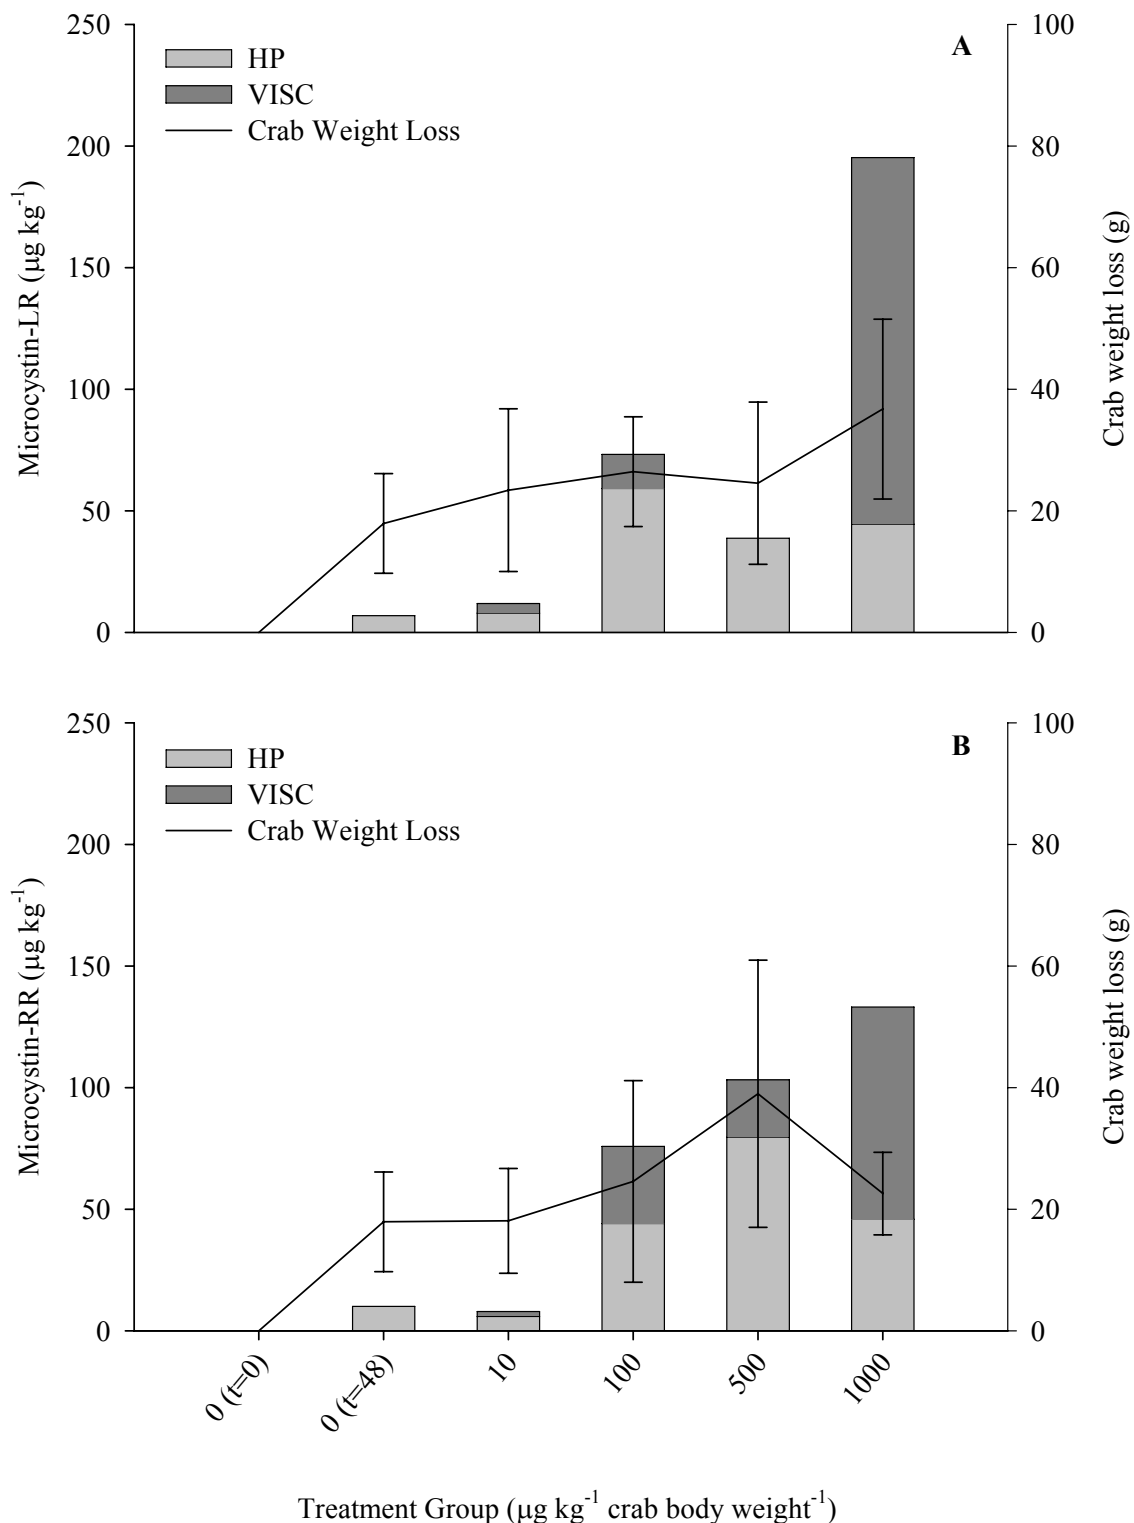 250
200
150
100
50
0
Microcystin-LR (µg kg⁻¹)
HP
VISC
Crab Weight Loss
A
100
80
60
40
20
0
Crab weight loss (g)
250
200
150
100
50
0
Microcystin-RR (µg kg⁻¹)
HP
VISC
Crab Weight Loss
B
100
80
60
40
20
0
Crab weight loss (g)
0 (t=0)
0 (t=48)
10
100
500
1000
Treatment Group (µg kg⁻¹ crab body weight⁻¹)